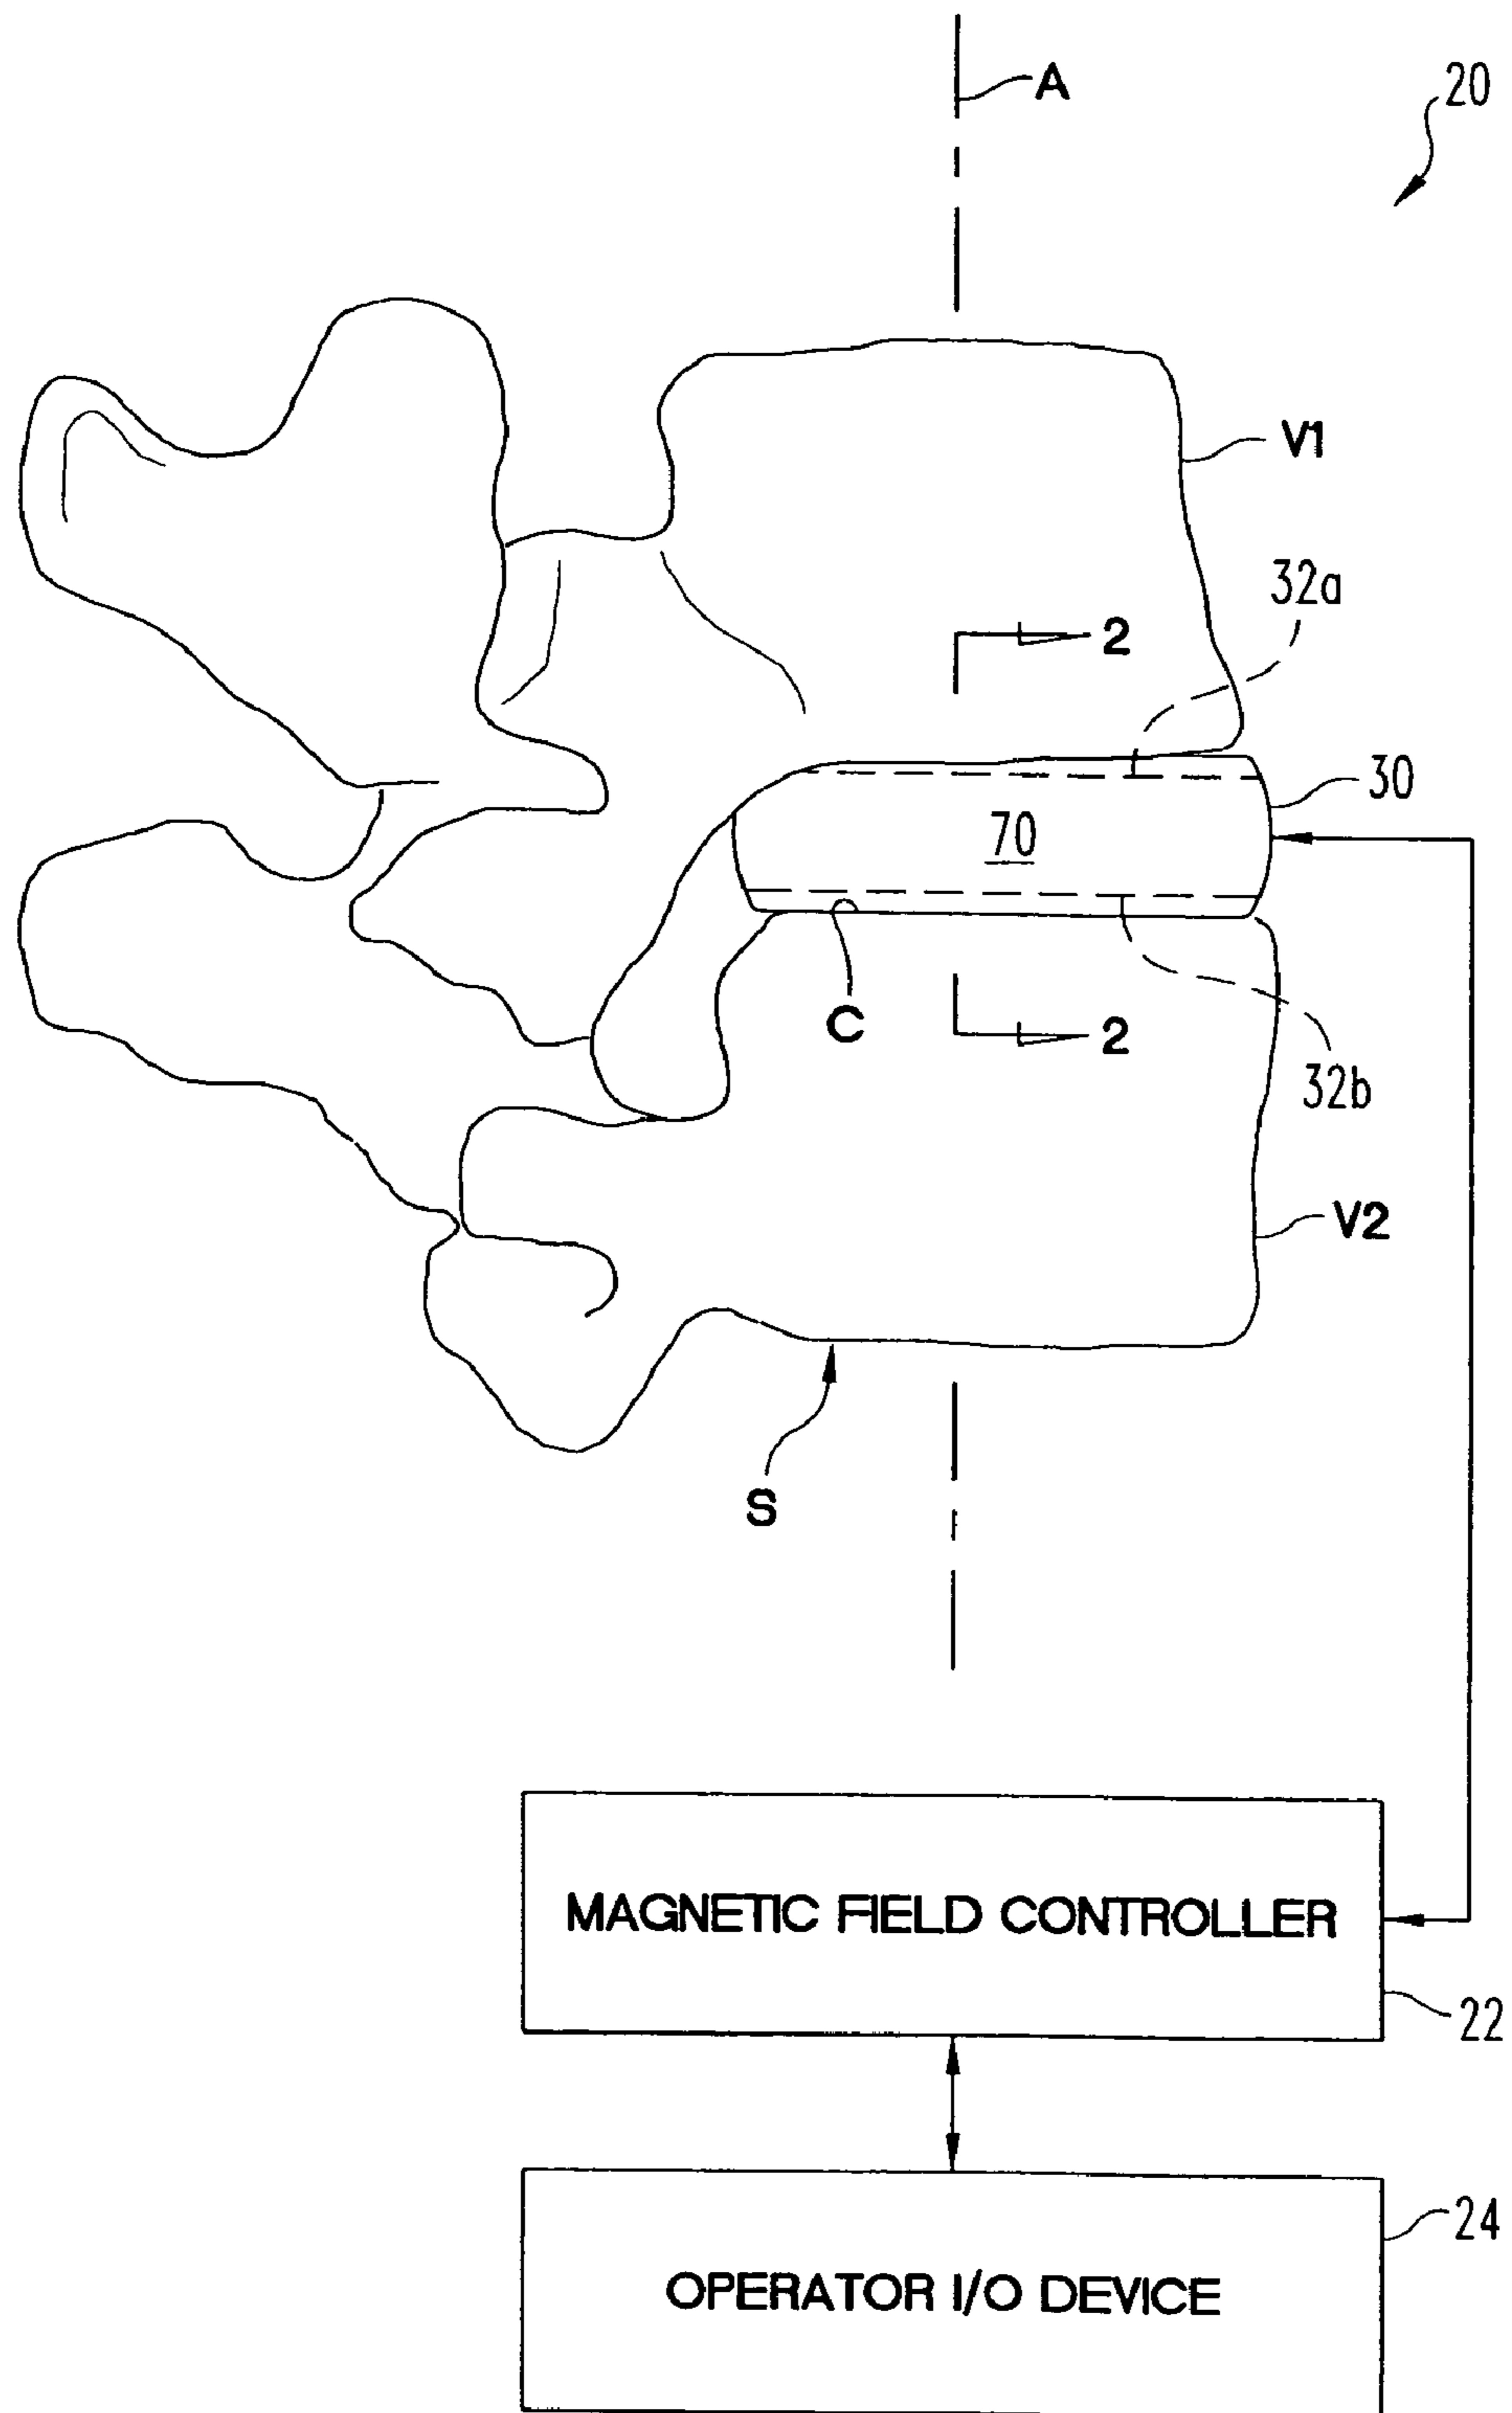 A
20
V1
32a
2
30
70
C
2
32b
V2
S
MAGNETIC FIELD CONTROLLER
22
24
OPERATOR I/O DEVICE